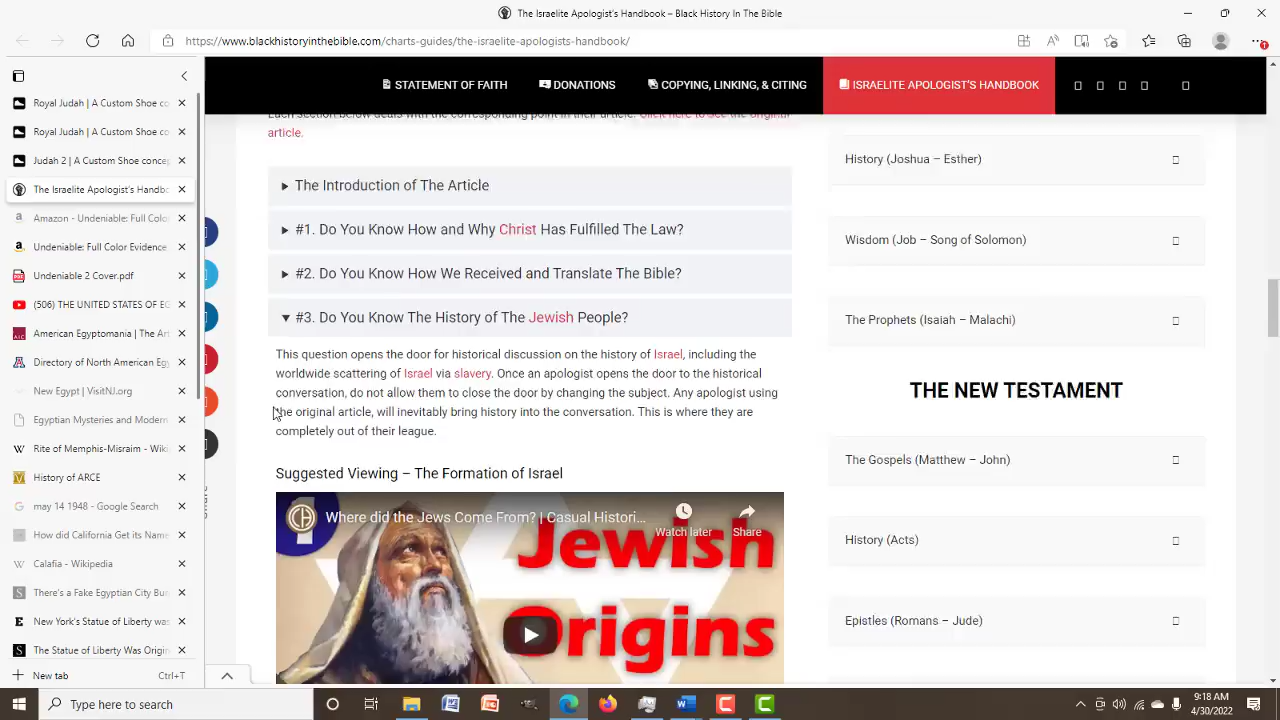 The Israelite Apologist's Handbook | Black History In The Bible
https://www.blackhistoryinthebible.com/charts-guides/the-israelite-apologists-handbook/
STATEMENT OF FAITH
DONATIONS
COPYING, LINKING, & CITING
ISRAELITE APOLOGIST'S HANDBOOK
Royal Judah | A Custom Shoe co
Royal Judah | A Custom Shoe co
Judah 2 | A Custom Shoe concep
The Israelite Apologist's Handbo
Amazon - Undeniable: Full Color
Undeniable: Full Color Evidence
Undeniable 2 Cover.pdf
(506) THE UNITED STATES OF EG
American Egyptomania | The Art
Directory of North American Egy
New Egypt | VisitNJ.org
Egyptian Mysteries and Modern
Rite of Memphis-Misraim - Wiki
History of ARCE
may 14 1948 - Google Search
How did California Get its Name
Calafia - Wikipedia
There's a Fake Egyptian City Bur
New York's Statue of Liberty was
The Statue of Liberty Was Origin
New tab
Ctrl+T
Each section below deals with the corresponding point in their article. Click here to see the original
article.
The Introduction of The Article
#1. Do You Know How and Why Christ Has Fulfilled The Law?
#2. Do You Know How We Received and Translate The Bible?
#3. Do You Know The History of The Jewish People?
This question opens the door for historical discussion on the history of Israel, including the
worldwide scattering of Israel via slavery. Once an apologist opens the door to the historical
conversation, do not allow them to close the door by changing the subject. Any apologist using
the original article, will inevitably bring history into the conversation. This is where they are
completely out of their league.
Suggested Viewing – The Formation of Israel
Where did the Jews Come From? | Casual Histori...
Watch later
Share
Jewish
Origins
History (Joshua – Esther)
Wisdom (Job – Song of Solomon)
The Prophets (Isaiah – Malachi)
THE NEW TESTAMENT
The Gospels (Matthew – John)
History (Acts)
Epistles (Romans – Jude)
Type here to search
9:18 AM
4/30/2022